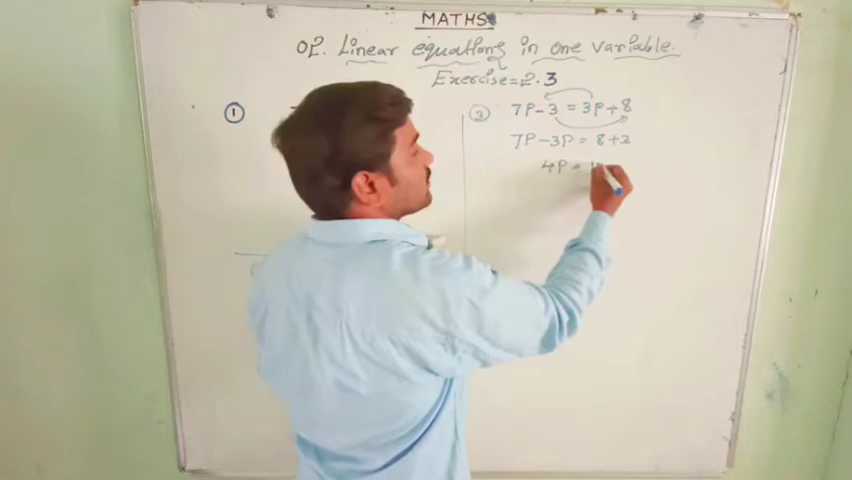 MATHS
02. Linear equations in one variable.
Exercise=2.3
①
③ 7P-3 = 3P+8
7P-3P = 8+3
4P = 1